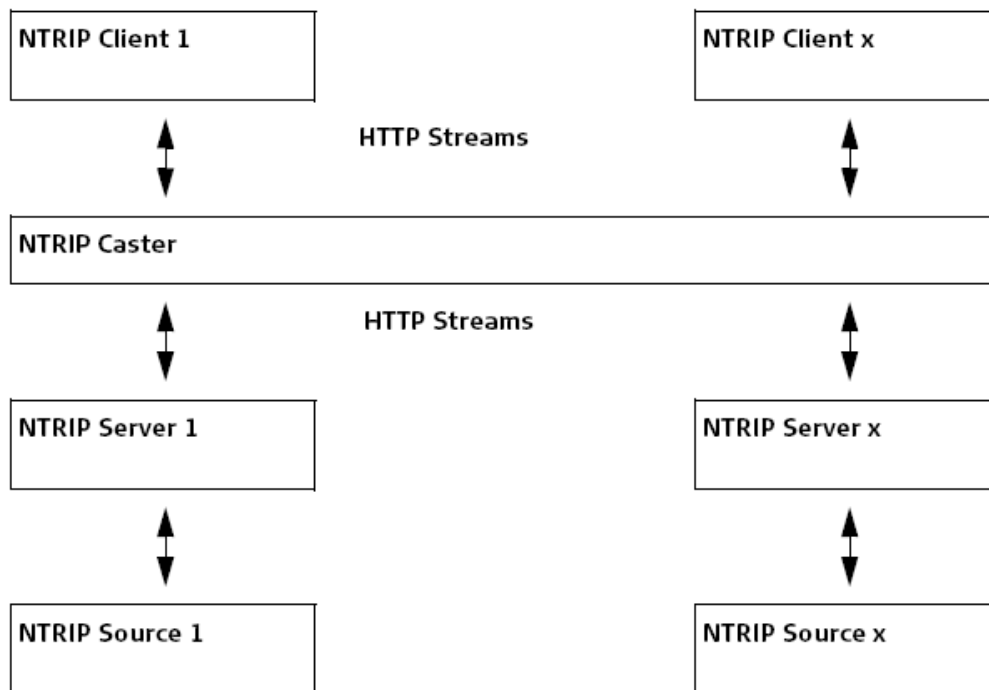 NTRIP Client 1
NTRIP Client x
HTTP Streams
NTRIP Caster
HTTP Streams
NTRIP Server 1
NTRIP Server x
NTRIP Source 1
NTRIP Source x